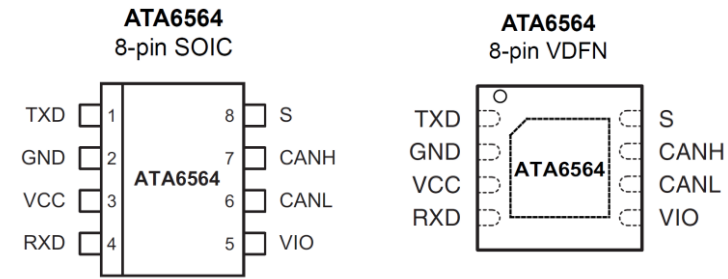 ATA6564
8-pin SOIC
TXD 1 8 S
GND 2 7 CANH
ATA6564
VCC 3 6 CANL
RXD 4 5 VIO
ATA6564
8-pin VDFN
TXD S
GND CANH
ATA6564
VCC CANL
RXD VIO